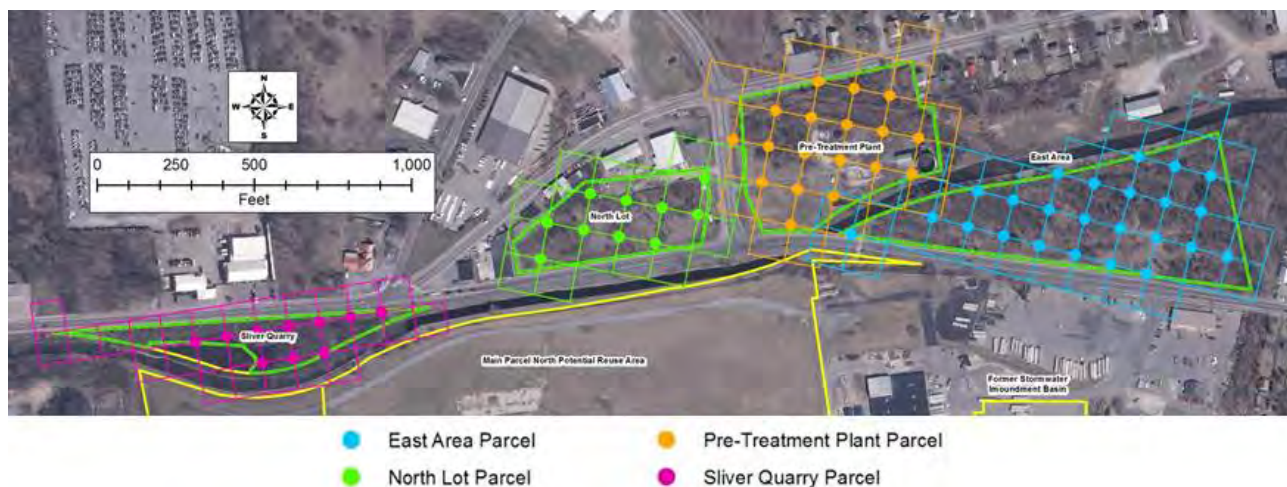 N
W E
S
0 250 500 1,000
Feet
Pre-Treatment Plant
East Area
North Lot
Sliver Quarry
Main Parcel North Potential Reuse Area
Former Stormwater
Imoundment Basin
East Area Parcel
Pre-Treatment Plant Parcel
North Lot Parcel
Sliver Quarry Parcel